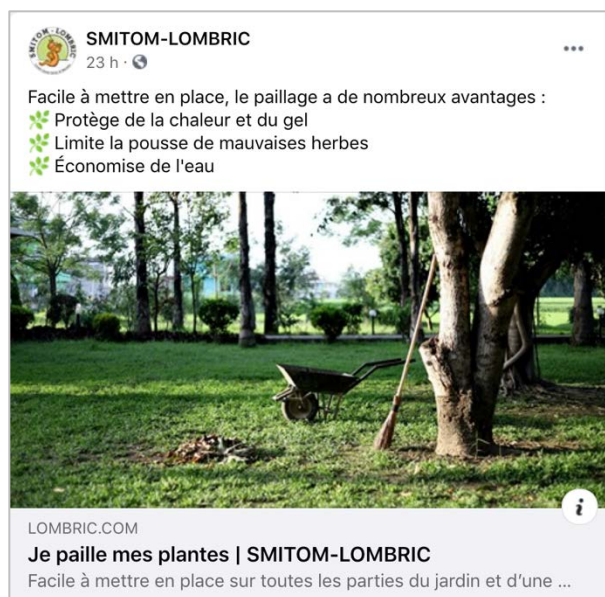 SMITOM-LOMBRIC
SMITOM-LOMBRIC
23 h ·
Facile à mettre en place, le paillage a de nombreux avantages :
Protège de la chaleur et du gel
Limite la pousse de mauvaises herbes
Économise de l'eau
LOMBRIC.COM
Je paille mes plantes | SMITOM-LOMBRIC
Facile à mettre en place sur toutes les parties du jardin et d’une ...